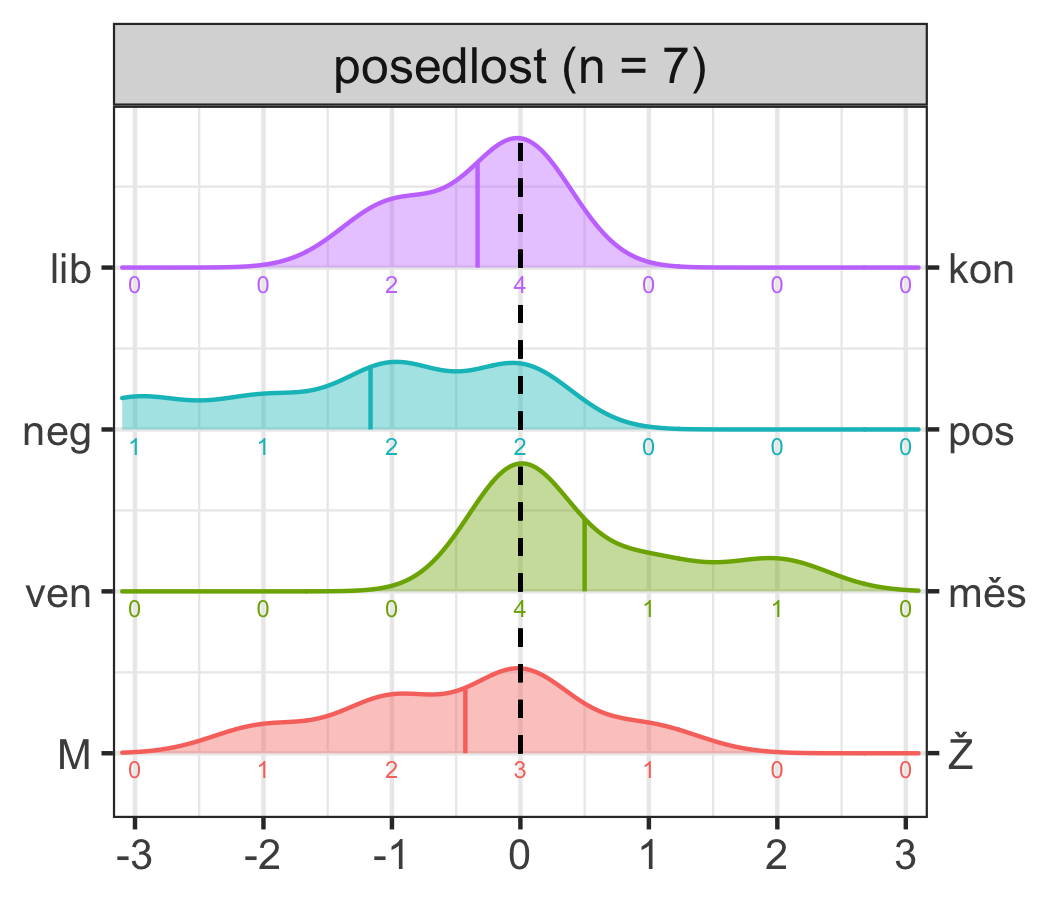 posedlost (n = 7)
lib kon
0 0 2 4 0 0 0
neg pos
1 1 2 2 0 0 0
ven měs
0 0 0 4 1 1 0
M Ž
0 1 2 3 1 0 0
-3 -2 -1 0 1 2 3